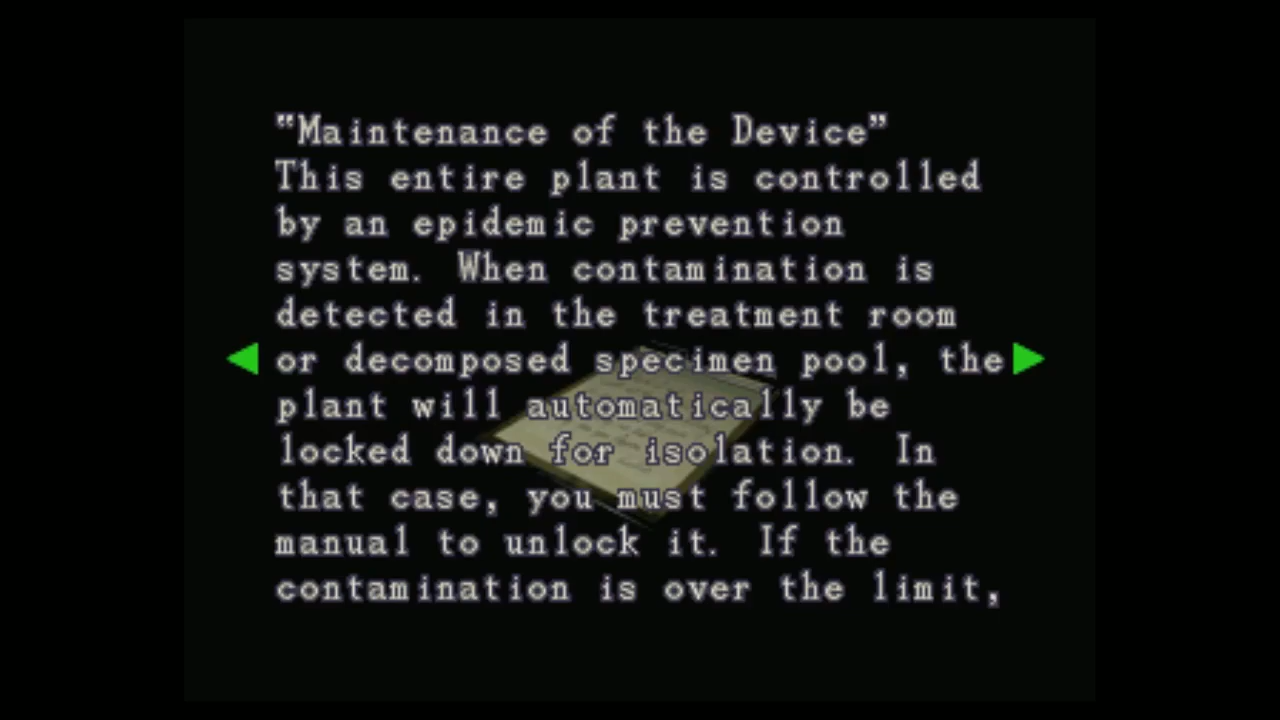 "Maintenance of the Device"
This entire plant is controlled
by an epidemic prevention
system. When contamination is
detected in the treatment room
or decomposed specimen pool, the
plant will automatically be
locked down for isolation. In
that case, you must follow the
manual to unlock it. If the
contamination is over the limit,